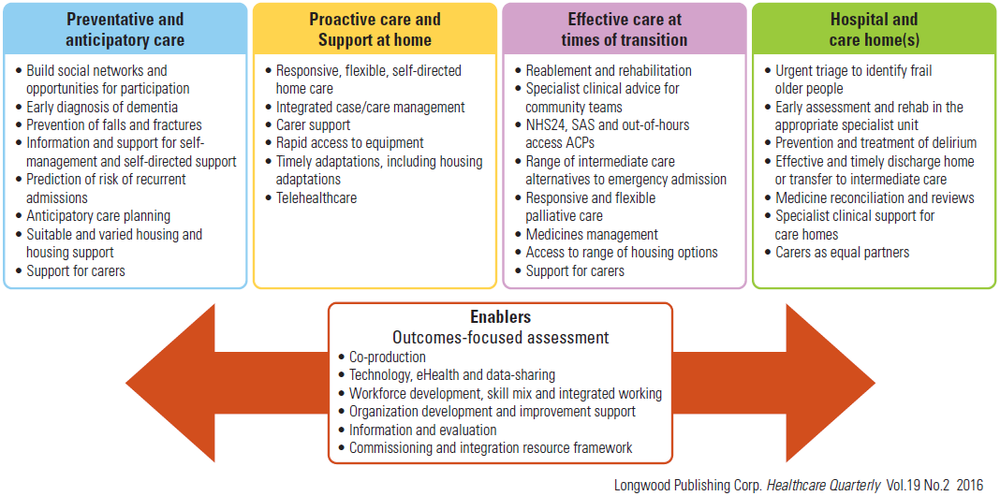 Preventative and
anticipatory care
• Build social networks and
opportunities for participation
• Early diagnosis of dementia
• Prevention of falls and fractures
• Information and support for self-
management and self-directed support
• Prediction of risk of recurrent
admissions
• Anticipatory care planning
• Suitable and varied housing and
housing support
• Support for carers
Proactive care and
Support at home
• Responsive, flexible, self-directed
home care
• Integrated case/care management
• Carer support
• Rapid access to equipment
• Timely adaptations, including housing
adaptations
• Telehealthcare
Effective care at
times of transition
• Reablement and rehabilitation
• Specialist clinical advice for
community teams
• NHS24, SAS and out-of-hours
access ACPs
• Range of intermediate care
alternatives to emergency admission
• Responsive and flexible
palliative care
• Medicines management
• Access to range of housing options
• Support for carers
Hospital and
care home(s)
• Urgent triage to identify frail
older people
• Early assessment and rehab in the
appropriate specialist unit
• Prevention and treatment of delirium
• Effective and timely discharge home
or transfer to intermediate care
• Medicine reconciliation and reviews
• Specialist clinical support for
care homes
• Carers as equal partners
Enablers
Outcomes-focused assessment
• Co-production
• Technology, eHealth and data-sharing
• Workforce development, skill mix and integrated working
• Organization development and improvement support
• Information and evaluation
• Commissioning and integration resource framework
Longwood Publishing Corp. Healthcare Quarterly Vol.19 No.2 2016